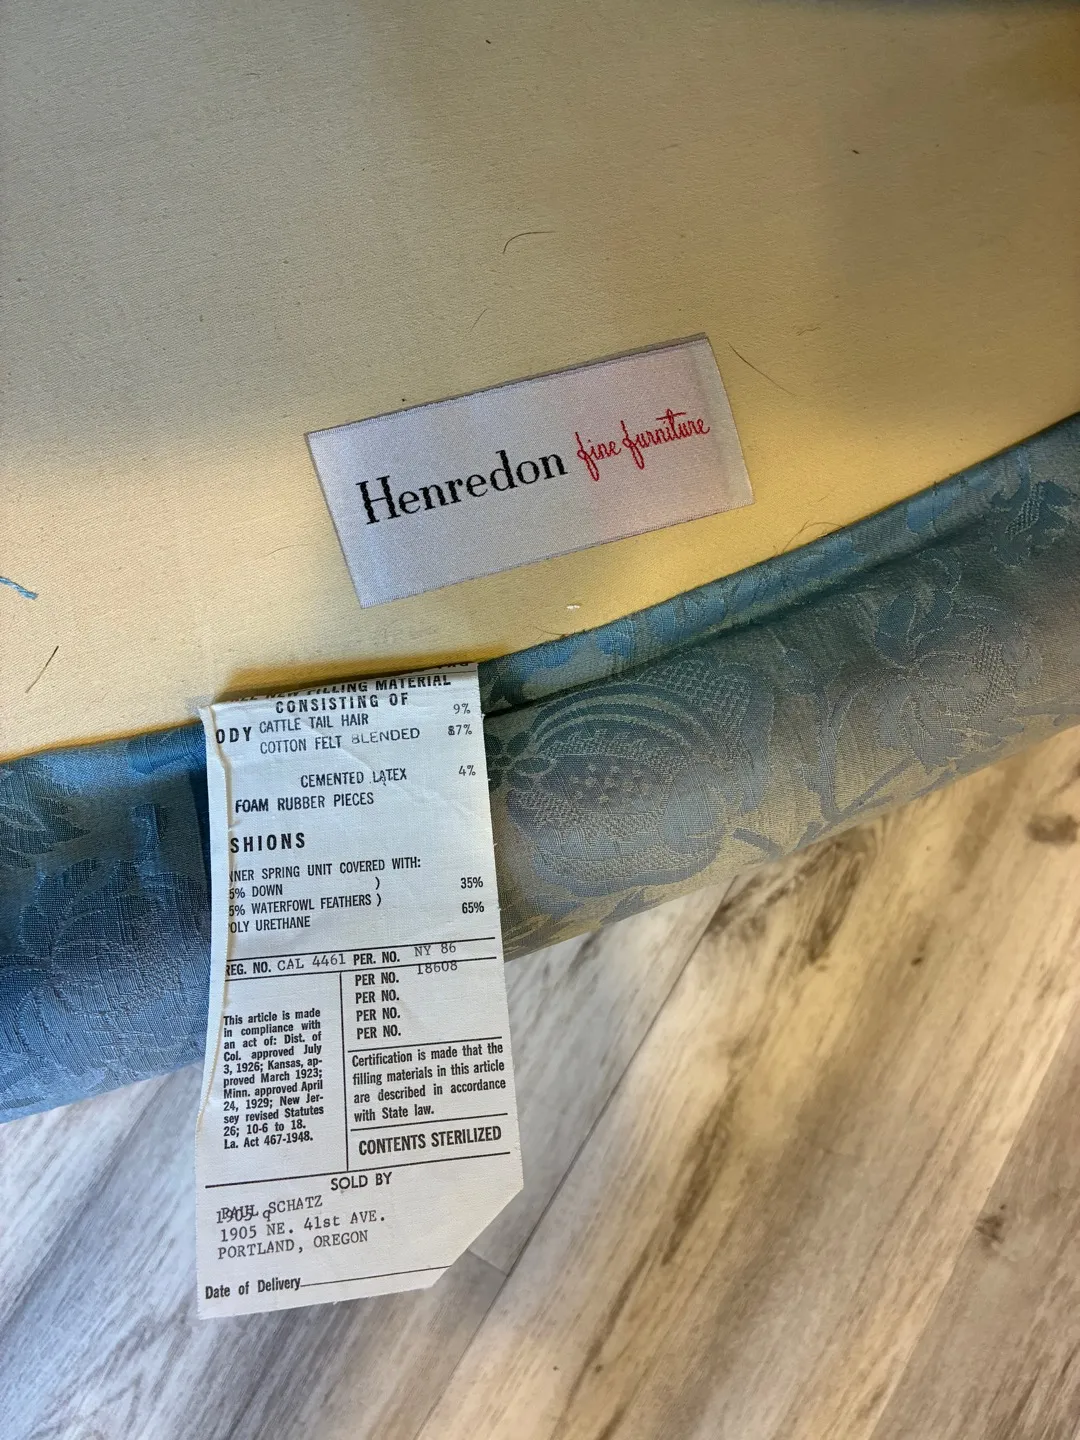 Henredon fine furniture
NEW FILLING MATERIAL
CONSISTING OF
ODY CATTLE TAIL HAIR 9%
COTTON FELT BLENDED 87%
CEMENTED LATEX 4%
FOAM RUBBER PIECES
SHIONS
NNER SPRING UNIT COVERED WITH:
5% DOWN )
5% WATERFOWL FEATHERS ) 35%
OLY URETHANE 65%
REG. NO. CAL 4461 PER. NO. NY 86
PER NO. 18608
PER NO.
PER NO.
PER NO.
This article is made
in compliance with
an act of: Dist. of
Col. approved July
3, 1926; Kansas, ap-
proved March 1923;
Minn. approved April
24, 1929; New Jer-
sey revised Statutes
26; 10-6 to 18.
La. Act 467-1948.
Certification is made that the
filling materials in this article
are described in accordance
with State law.
CONTENTS STERILIZED
SOLD BY
PAUL SCHATZ
1905 NE. 41st AVE.
PORTLAND, OREGON
Date of Delivery